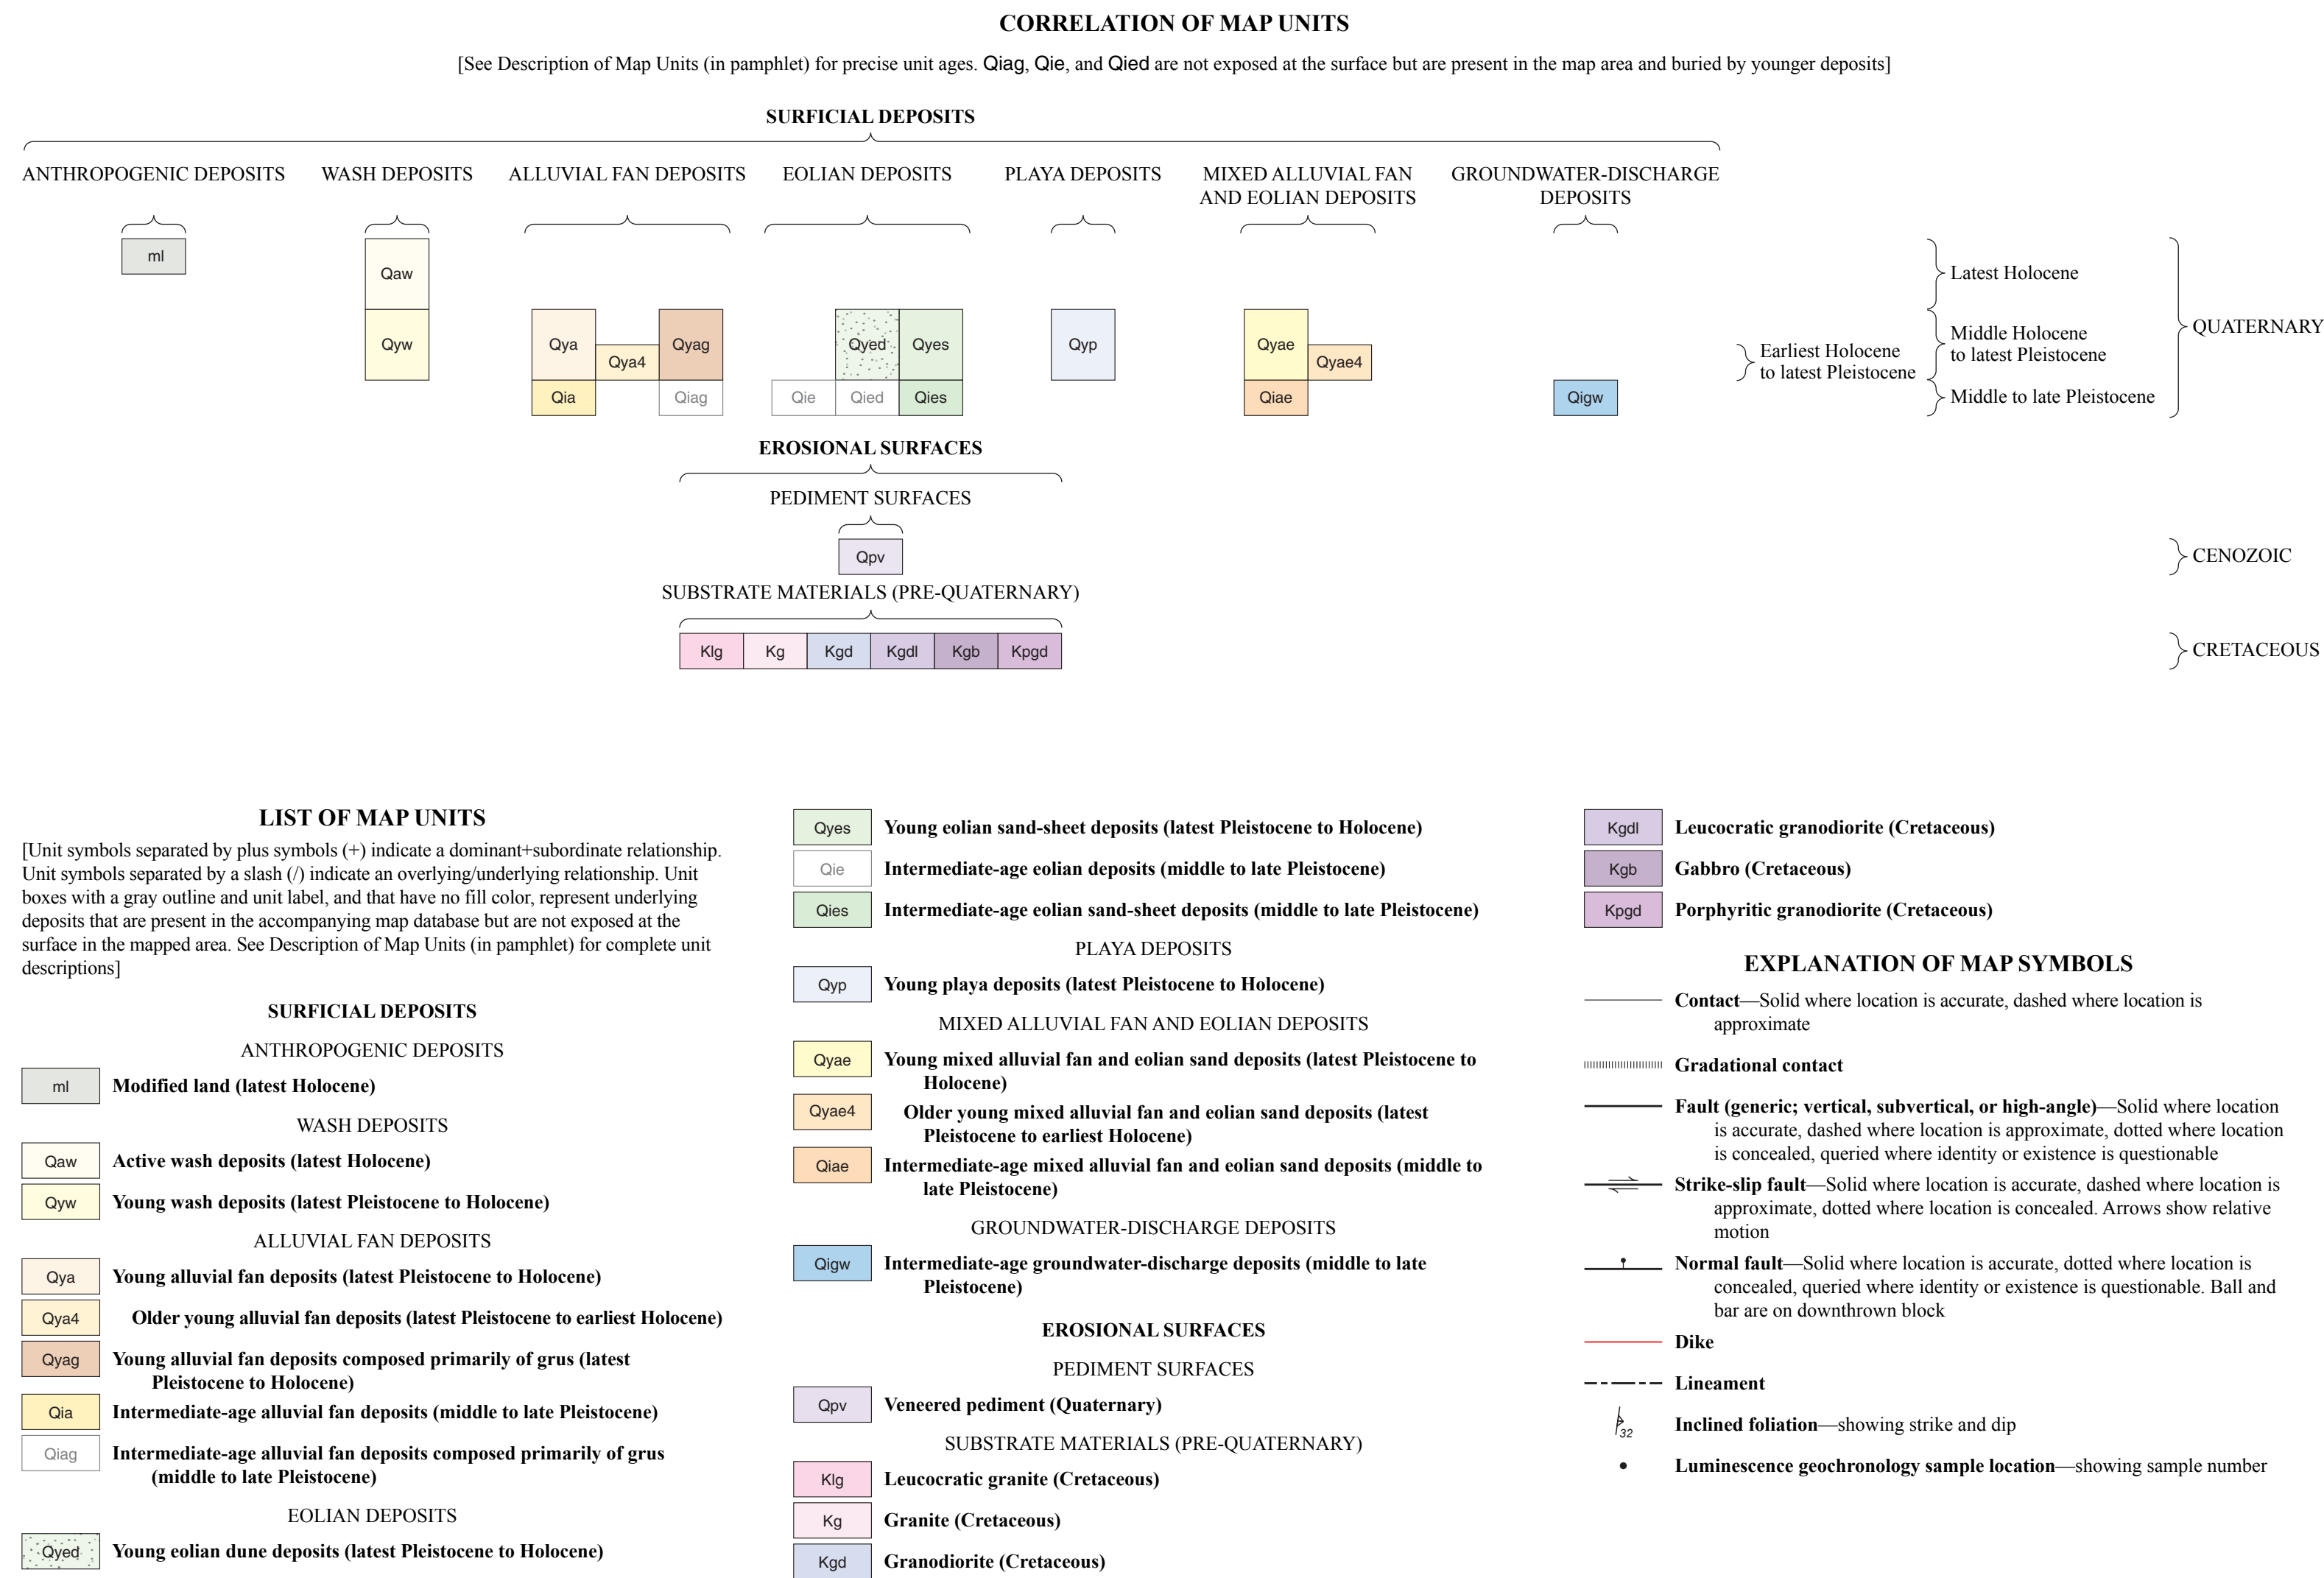 CORRELATION OF MAP UNITS
[See Description of Map Units (in pamphlet) for precise unit ages. Qiag, Qie, and Qied are not exposed at the surface but are present in the map area and buried by younger deposits]
SURFICIAL DEPOSITS
ANTHROPOGENIC DEPOSITS
WASH DEPOSITS
ALLUVIAL FAN DEPOSITS
EOLIAN DEPOSITS
PLAYA DEPOSITS
MIXED ALLUVIAL FAN
AND EOLIAN DEPOSITS
GROUNDWATER-DISCHARGE
DEPOSITS
ml
Qaw
Qyw
Qya
Qya4
Qyag
Qia
Qiag
Qyed
Qyes
Qie
Qied
Qies
Qyp
Qyae
Qyae4
Qiae
Qigw
Earliest Holocene
to latest Pleistocene
Latest Holocene
Middle Holocene
to latest Pleistocene
Middle to late Pleistocene
QUATERNARY
EROSIONAL SURFACES
PEDIMENT SURFACES
Qpv
CENOZOIC
SUBSTRATE MATERIALS (PRE-QUATERNARY)
Klg
Kg
Kgd
Kgdl
Kgb
Kpgd
CRETACEOUS
LIST OF MAP UNITS
[Unit symbols separated by plus symbols (+) indicate a dominant+subordinate relationship.
Unit symbols separated by a slash (/) indicate an overlying/underlying relationship. Unit
boxes with a gray outline and unit label, and that have no fill color, represent underlying
deposits that are present in the accompanying map database but are not exposed at the
surface in the mapped area. See Description of Map Units (in pamphlet) for complete unit
descriptions]
SURFICIAL DEPOSITS
ANTHROPOGENIC DEPOSITS
ml Modified land (latest Holocene)
WASH DEPOSITS
Qaw Active wash deposits (latest Holocene)
Qyw Young wash deposits (latest Pleistocene to Holocene)
ALLUVIAL FAN DEPOSITS
Qya Young alluvial fan deposits (latest Pleistocene to Holocene)
Qya4 Older young alluvial fan deposits (latest Pleistocene to earliest Holocene)
Qyag Young alluvial fan deposits composed primarily of grus (latest
Pleistocene to Holocene)
Qia Intermediate-age alluvial fan deposits (middle to late Pleistocene)
Qiag Intermediate-age alluvial fan deposits composed primarily of grus
(middle to late Pleistocene)
EOLIAN DEPOSITS
Qyed Young eolian dune deposits (latest Pleistocene to Holocene)
Qyes Young eolian sand-sheet deposits (latest Pleistocene to Holocene)
Qie Intermediate-age eolian deposits (middle to late Pleistocene)
Qies Intermediate-age eolian sand-sheet deposits (middle to late Pleistocene)
PLAYA DEPOSITS
Qyp Young playa deposits (latest Pleistocene to Holocene)
MIXED ALLUVIAL FAN AND EOLIAN DEPOSITS
Qyae Young mixed alluvial fan and eolian sand deposits (latest Pleistocene to
Holocene)
Qyae4 Older young mixed alluvial fan and eolian sand deposits (latest
Pleistocene to earliest Holocene)
Qiae Intermediate-age mixed alluvial fan and eolian sand deposits (middle to
late Pleistocene)
GROUNDWATER-DISCHARGE DEPOSITS
Qigw Intermediate-age groundwater-discharge deposits (middle to late
Pleistocene)
EROSIONAL SURFACES
PEDIMENT SURFACES
Qpv Veneered pediment (Quaternary)
SUBSTRATE MATERIALS (PRE-QUATERNARY)
Klg Leucocratic granite (Cretaceous)
Kg Granite (Cretaceous)
Kgd Granodiorite (Cretaceous)
Kgdl Leucocratic granodiorite (Cretaceous)
Kgb Gabbro (Cretaceous)
Kpgd Porphyritic granodiorite (Cretaceous)
EXPLANATION OF MAP SYMBOLS
Contact—Solid where location is accurate, dashed where location is
approximate
Gradational contact
Fault (generic; vertical, subvertical, or high-angle)—Solid where location
is accurate, dashed where location is approximate, dotted where location
is concealed, queried where identity or existence is questionable
Strike-slip fault—Solid where location is accurate, dashed where location is
approximate, dotted where location is concealed. Arrows show relative
motion
Normal fault—Solid where location is accurate, dotted where location is
concealed, queried where identity or existence is questionable. Ball and
bar are on downthrown block
Dike
Lineament
32 Inclined foliation—showing strike and dip
Luminescence geochronology sample location—showing sample number